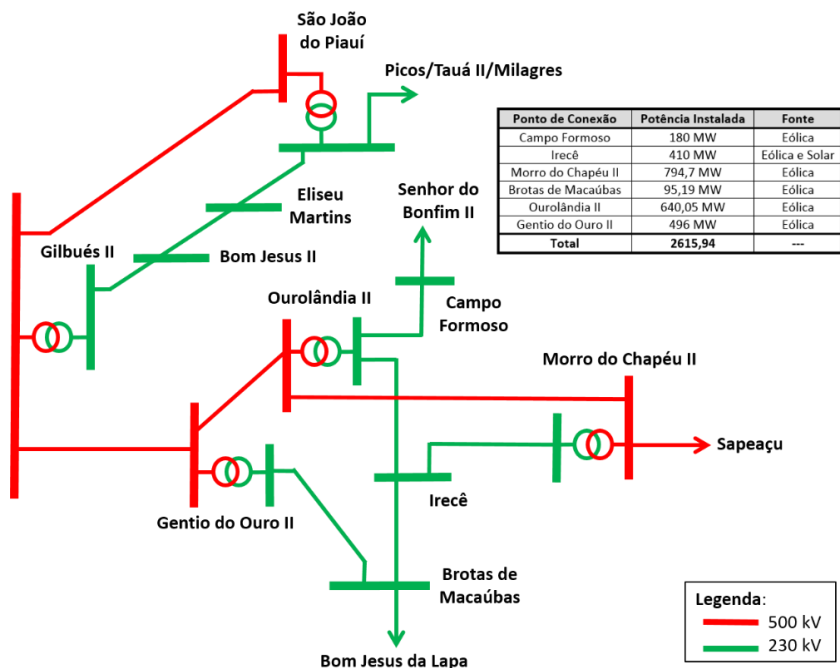 São João
do Piauí
Picos/Tauá II/Milagres
Ponto de Conexão Potência Instalada Fonte
Campo Formoso 180 MW Eólica
Irecê 410 MW Eólica e Solar
Morro do Chapéu II 794,7 MW Eólica
Brotas de Macaúbas 95,19 MW Eólica
Ourolândia II 640,05 MW Eólica
Gentio do Ouro II 496 MW Eólica
Total 2615,94 ---
Eliseu
Martins
Senhor do
Bonfim II
Gilbués II
Bom Jesus II
Ourolândia II
Campo
Formoso
Morro do Chapéu II
Sapeaçu
Irecê
Gentio do Ouro II
Brotas de
Macaúbas
Bom Jesus da Lapa
Legenda:
500 kV
230 kV